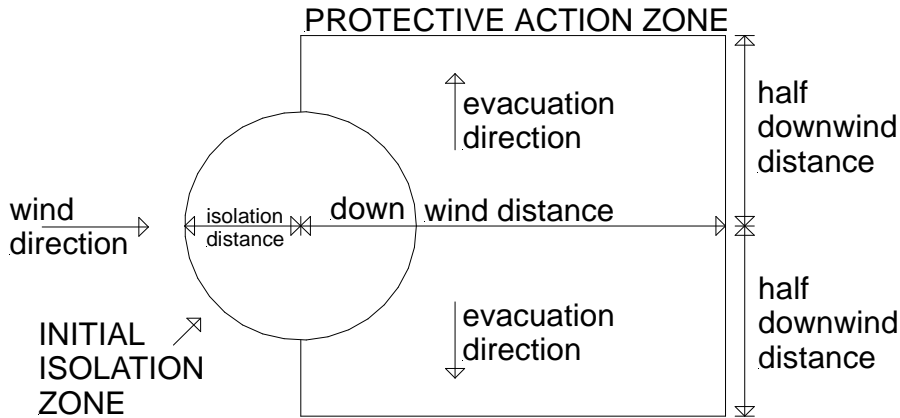 PROTECTIVE ACTION ZONE
evacuation
direction
half
downwind
distance
wind
direction
isolation
distance
down wind distance
evacuation
direction
half
downwind
distance
INITIAL
ISOLATION
ZONE